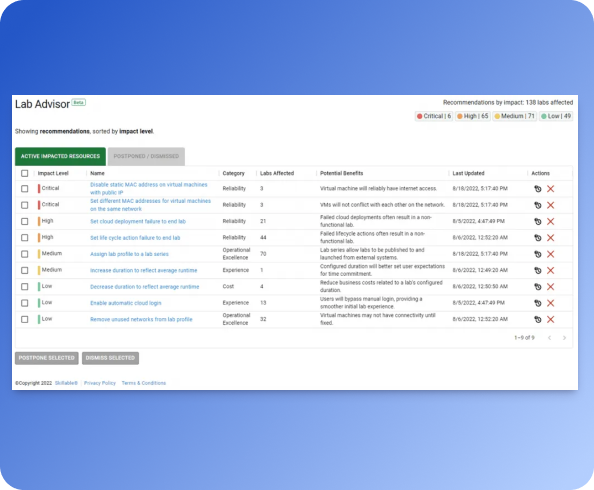 Lab Advisor Beta
Recommendations by impact: 138 labs affected
Critical | 6 High | 65 Medium | 71 Low | 49
Showing recommendations, sorted by impact level.
ACTIVE IMPACTED RESOURCES POSTPONED / DISMISSED
Impact Level Name Category Labs Affected Potential Benefits Last Updated Actions
Critical Disable static MAC address on virtual machines with public IP Reliability 3 Virtual machine will reliably have internet access. 8/18/2022, 5:17:40 PM
Critical Set different MAC addresses for virtual machines on the same network. Reliability 3 VMs will not conflict with each other on the network. 8/18/2022, 5:17:40 PM
High Set cloud deployment failure to end lab Reliability 21 Failed cloud deployments often result in a non-functional lab. 8/5/2022, 4:47:49 PM
High Set life cycle action failure to end lab Reliability 44 Failed lifecycle actions often result in a non-functional lab. 8/6/2022, 12:52:20 AM
Medium Assign lab profile to a lab series Operational Excellence 70 Lab series allow labs to be published to and launched from external systems. 8/18/2022, 5:17:40 PM
Medium Increase duration to reflect average runtime Experience 1 Configured duration will better set user expectations for time commitment. 8/6/2022, 12:49:20 AM
Low Decrease duration to reflect average runtime Cost 4 Reduce business costs related to a lab's configured duration. 8/6/2022, 12:50:50 AM
Low Enable automatic cloud login Experience 13 Users will bypass manual login, providing a smoother initial lab experience. 8/5/2022, 4:47:49 PM
Low Remove unused networks from lab profile Operational Excellence 32 Virtual machines may not have connectivity until fixed. 8/6/2022, 12:52:20 AM
1–9 of 9
POSTPONE SELECTED DISMISS SELECTED
©Copyright 2022 Skillable® | Privacy Policy Terms & Conditions